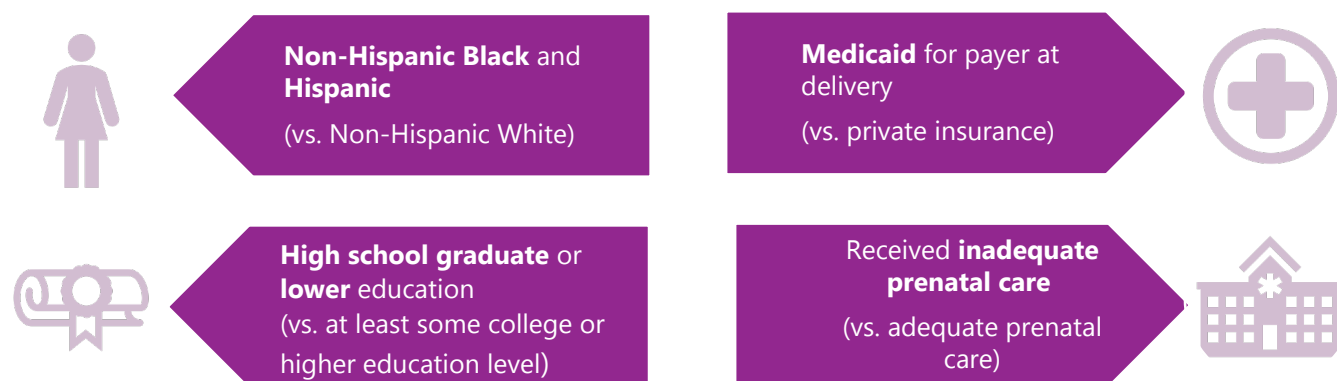 Non-Hispanic Black and
Hispanic
(vs. Non-Hispanic White)
Medicaid for payer at
delivery
(vs. private insurance)
High school graduate or
lower education
(vs. at least some college or
higher education level)
Received inadequate
prenatal care
(vs. adequate prenatal
care)